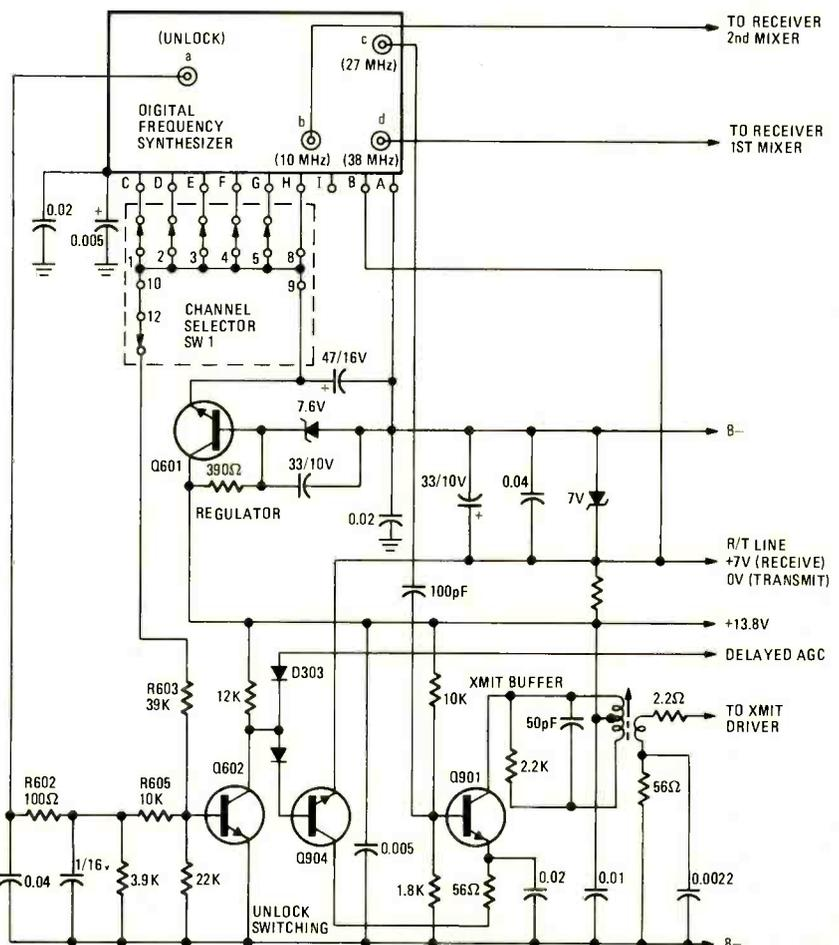 (UNLOCK)
a
DIGITAL
FREQUENCY
SYNTHESIZER
c
(27 MHz)
b
(10 MHz)
d
(38 MHz)
TO RECEIVER
2nd MIXER
TO RECEIVER
1ST MIXER
C D E F G H I B A
0.02
+
0.005
1 2 3 4 5 8
10
9
12
CHANNEL
SELECTOR
SW1
47/16V
+
7.6V
B—
Q601
390Ω
33/10V
REGULATOR
0.02
33/10V
+
0.04
7V
R/T LINE
+7V (RECEIVE)
0V (TRANSMIT)
100pF
+13.8V
DELAYED AGC
D303
R603
39K
12K
10K
XMIT BUFFER
50pF
2.2Ω
TO XMIT
DRIVER
2.2K
56Ω
R602
100Ω
R605
10K
Q602
Q904
Q901
0.04
1/16v
3.9K
22K
0.005
1.8K
56Ω
0.02
0.01
0.0022
UNLOCK
SWITCHING
B—